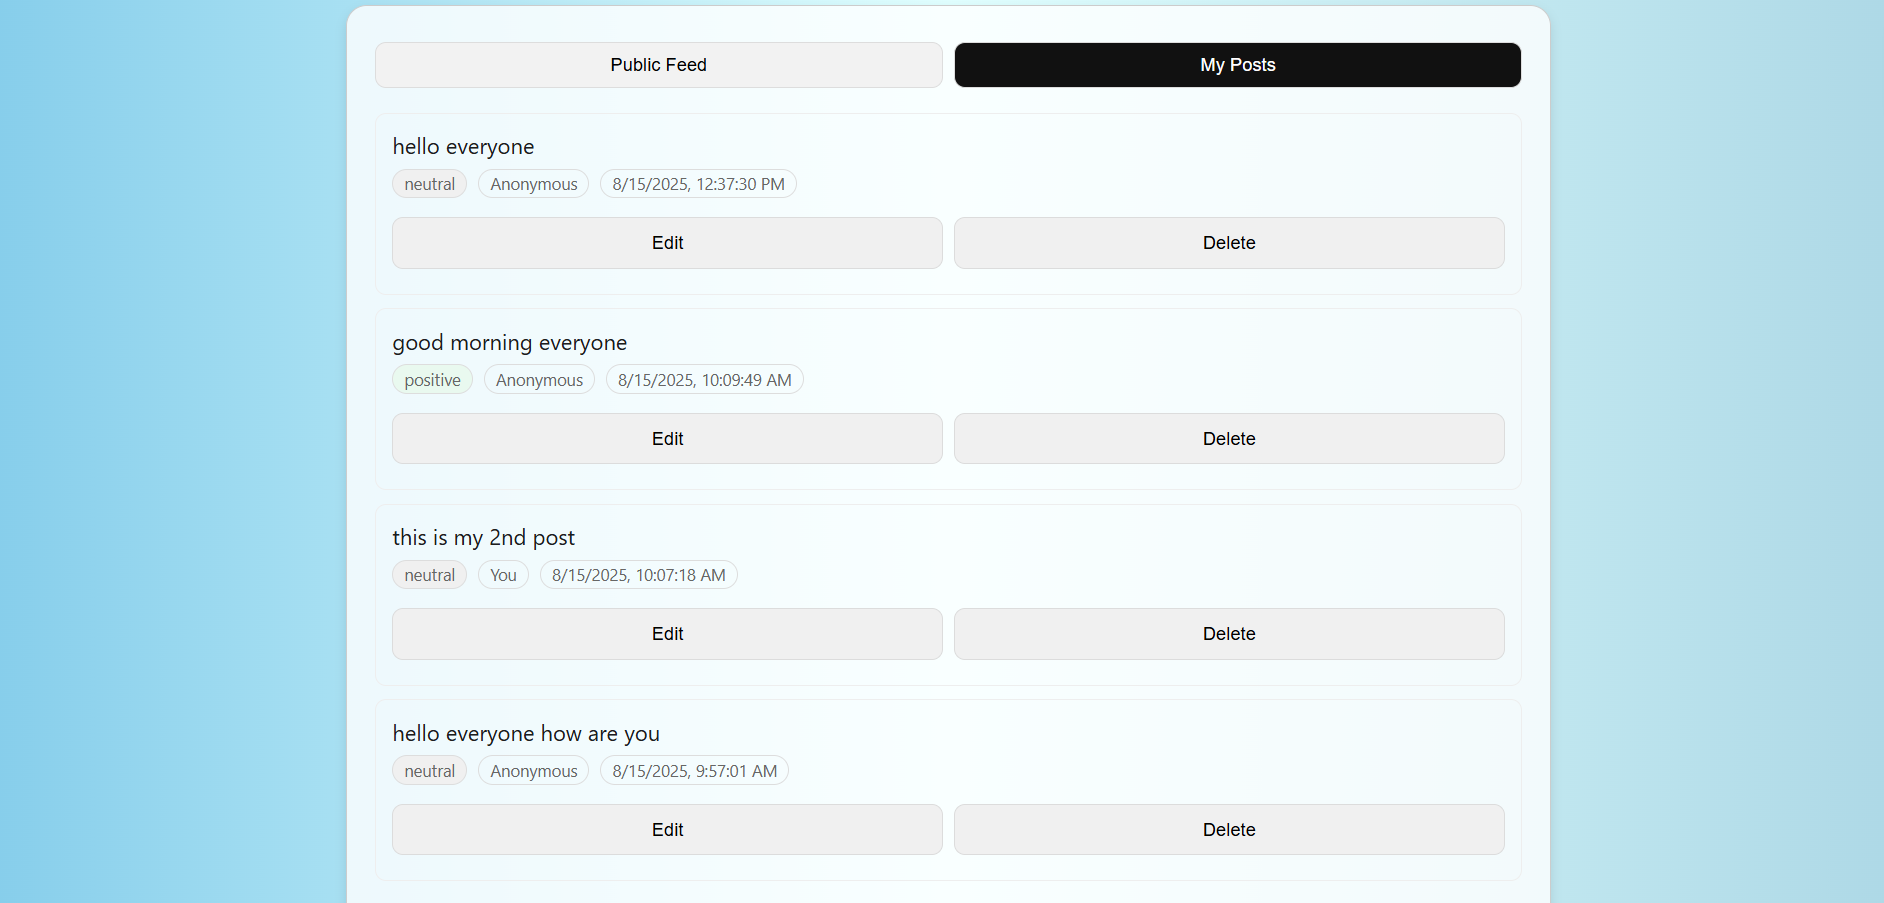 Public Feed My Posts
hello everyone
neutral Anonymous 8/15/2025, 12:37:30 PM
Edit Delete
good morning everyone
positive Anonymous 8/15/2025, 10:09:49 AM
Edit Delete
this is my 2nd post
neutral You 8/15/2025, 10:07:18 AM
Edit Delete
hello everyone how are you
neutral Anonymous 8/15/2025, 9:57:01 AM
Edit Delete